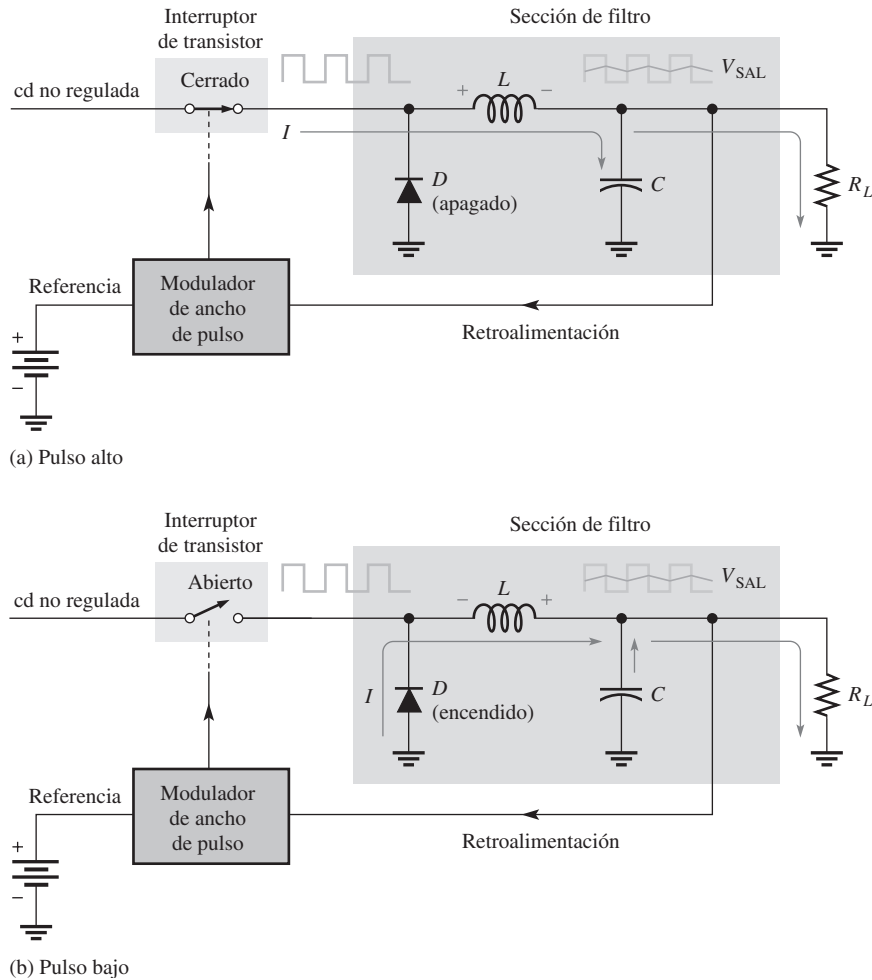 Interruptor
de transistor
Sección de filtro
Cerrado
cd no regulada
L
V_SAL
+
−
I
D
(apagado)
C
R_L
Referencia
Modulador
de ancho
de pulso
Retroalimentación
+
−
(a) Pulso alto
Interruptor
de transistor
Sección de filtro
Abierto
cd no regulada
L
V_SAL
−
+
I
D
(encendido)
C
R_L
Referencia
Modulador
de ancho
de pulso
Retroalimentación
+
−
(b) Pulso bajo